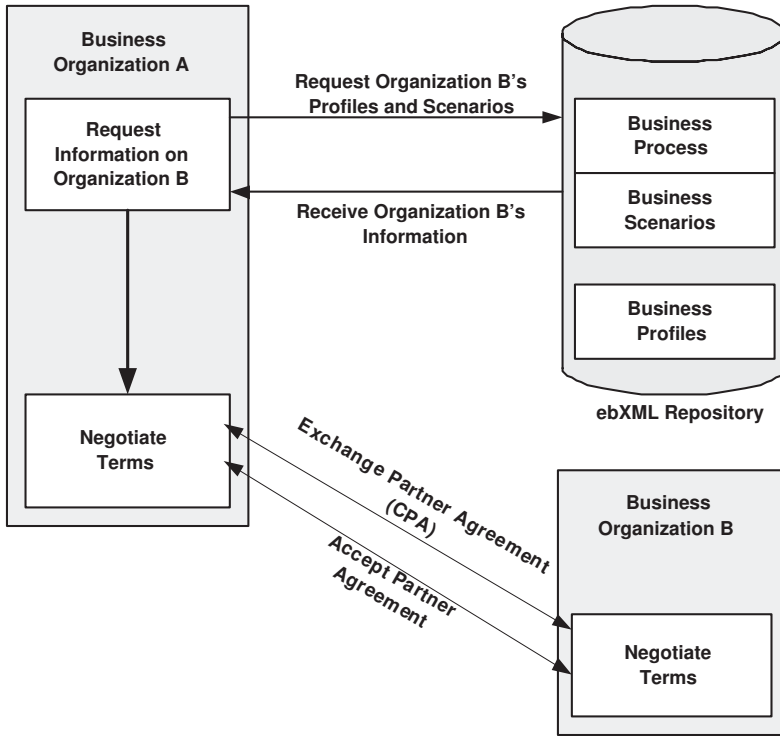 Business
Organization A
Request
Information on
Organization B
Request Organization B's
Profiles and Scenarios
Receive Organization B's
Information
Business
Process
Business
Scenarios
Business
Profiles
ebXML Repository
Negotiate
Terms
Exchange Partner Agreement
(CPA)
Accept Partner
Agreement
Business
Organization B
Negotiate
Terms